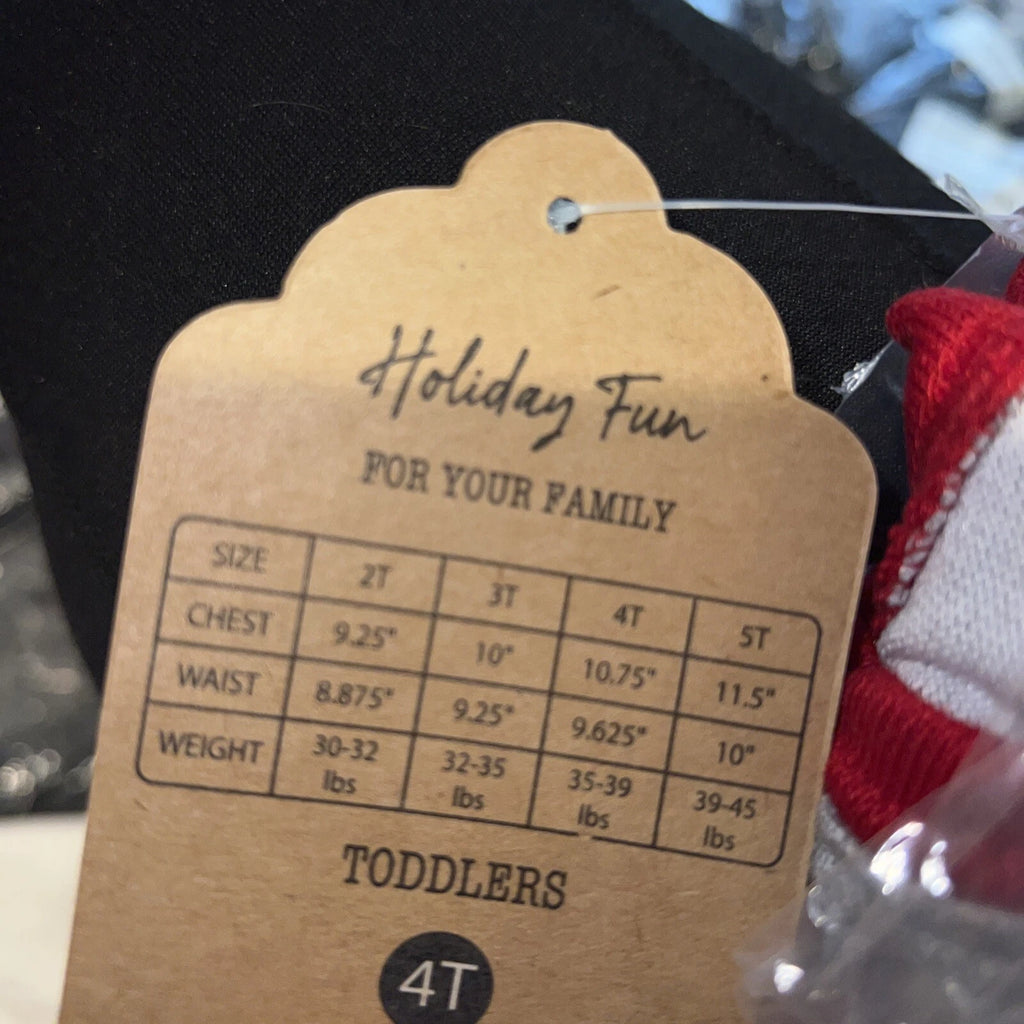 Holiday Fun
FOR YOUR FAMILY
SIZE 2T 3T 4T 5T
CHEST 9.25" 10" 10.75" 11.5"
WAIST 8.875" 9.25" 9.625" 10"
WEIGHT 30-32 lbs 32-35 lbs 35-39 lbs 39-45 lbs
TODDLERS
4T